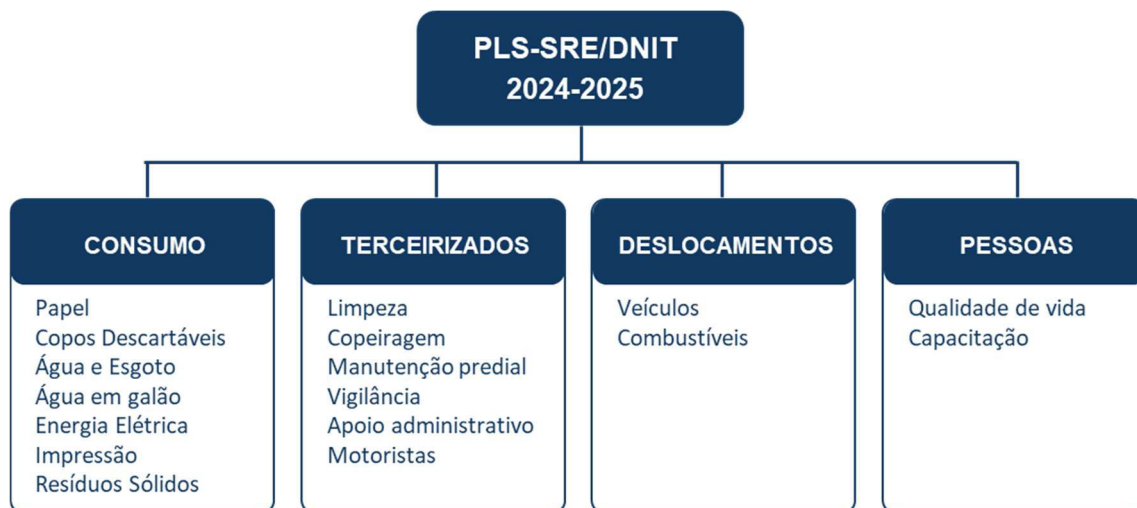 PLS-SRE/DNIT
2024-2025
CONSUMO
Papel
Copos Descartáveis
Água e Esgoto
Água em galão
Energia Elétrica
Impressão
Resíduos Sólidos
TERCEIRIZADOS
Limpeza
Copeiragem
Manutenção predial
Vigilância
Apoio administrativo
Motoristas
DESLOCAMENTOS
Veículos
Combustíveis
PESSOAS
Qualidade de vida
Capacitação